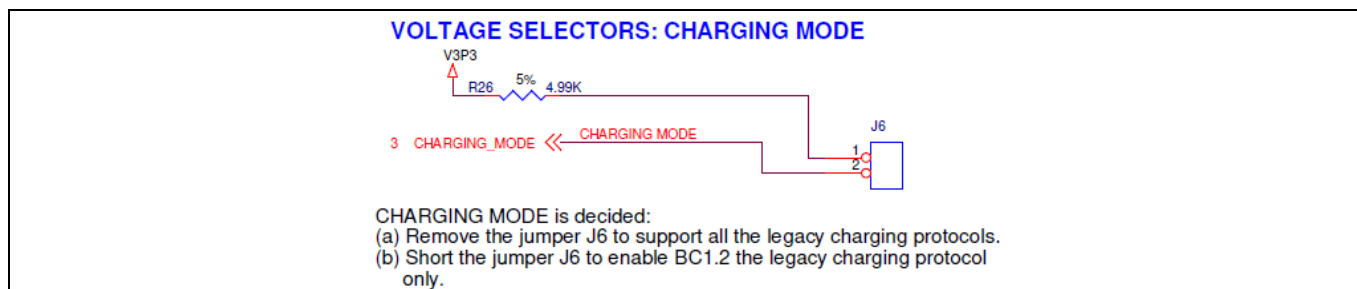 VOLTAGE SELECTORS: CHARGING MODE
V3P3
R26 5% 4.99K
J6
3 CHARGING_MODE CHARGING MODE
1
2
CHARGING MODE is decided:
(a) Remove the jumper J6 to support all the legacy charging protocols.
(b) Short the jumper J6 to enable BC1.2 the legacy charging protocol
only.